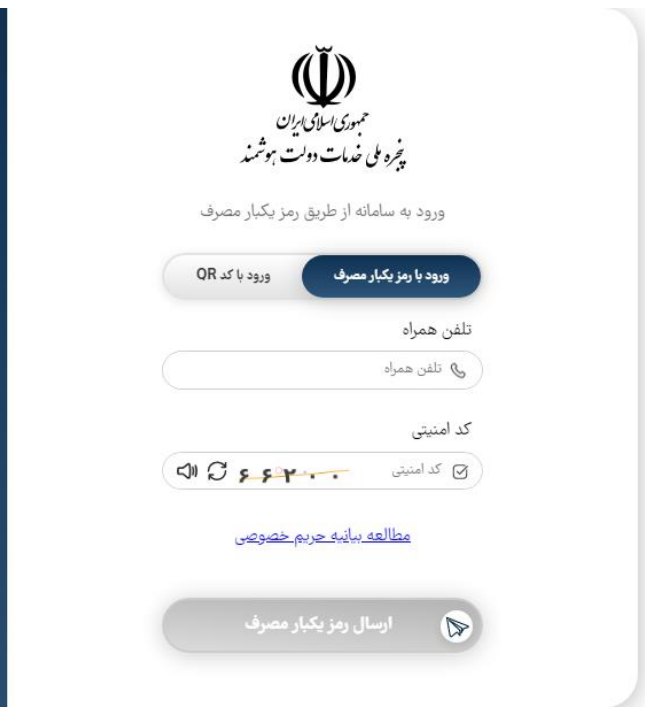 جمهوری اسلامی ایران
پنجره ملی خدمات دولت هوشمند
ورود به سامانه از طریق رمز یکبار مصرف
ورود با رمز یکبار مصرف
ورود با کد QR
تلفن همراه
تلفن همراه
کد امنیتی
کد امنیتی
۶۶۲۰۰
مطالعه بیانیه حریم خصوصی
ارسال رمز یکبار مصرف